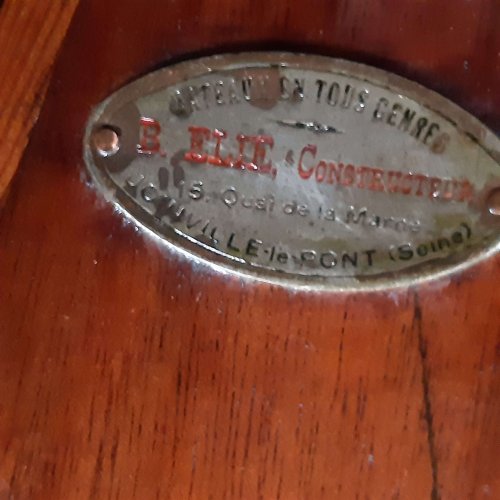 BATEAUX EN TOUS GENRES
B. ELIE, Constructeur
15, Quai de la Marne
JOINVILLE-le-PONT (Seine)